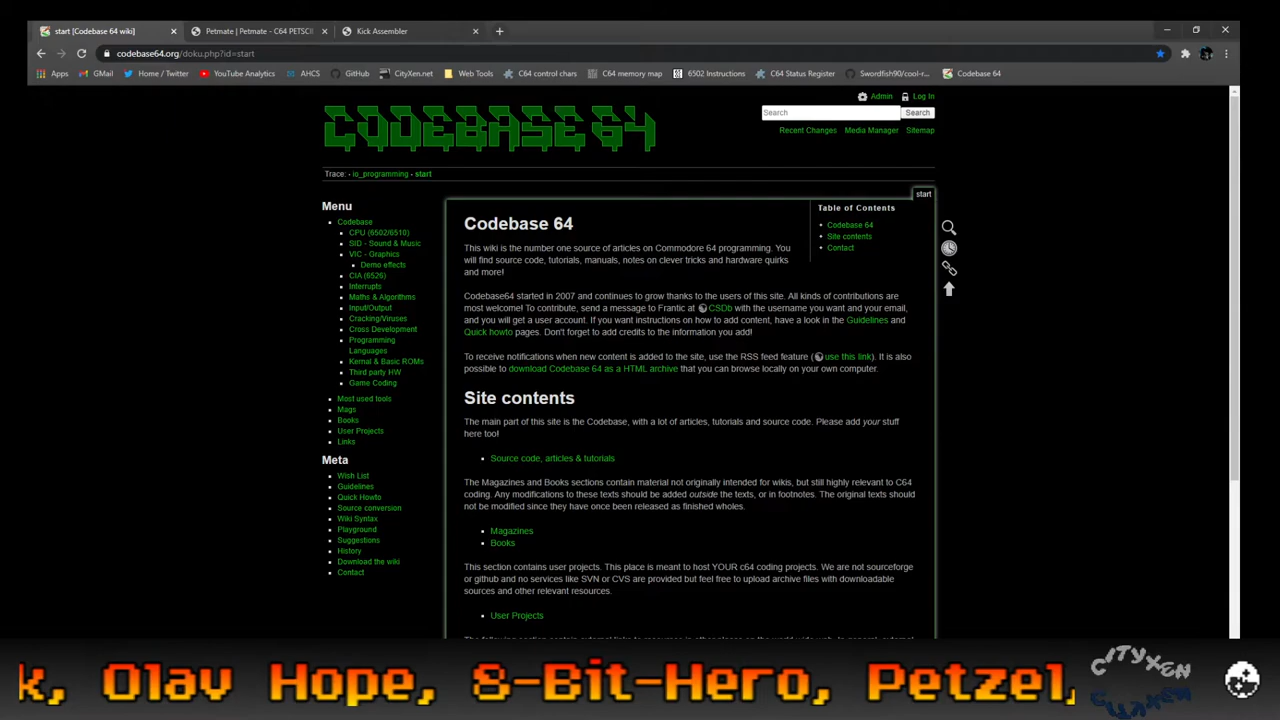 start [Codebase 64 wiki]
Petmate | Petmate - C64 PETSCII
Kick Assembler
codebase64.org/doku.php?id=start
Apps
GMail
Home / Twitter
YouTube Analytics
AHCS
GitHub
CityXen.net
Web Tools
C64 control chars
C64 memory map
6502 Instructions
C64 Status Register
Swordfish90/cool-r...
Codebase 64
Admin
Log In
CODEBASE 64
Search
Search
Recent Changes
Media Manager
Sitemap
Trace: • io_programming • start
start
Menu
Codebase
CPU (6502/6510)
SID - Sound & Music
VIC - Graphics
Demo effects
CIA (6526)
Interrupts
Maths & Algorithms
Input/Output
Cracking/Viruses
Cross Development
Programming
Languages
Kernal & Basic ROMs
Third party HW
Game Coding
Most used tools
Mags
Books
User Projects
Links
Meta
Wish List
Guidelines
Quick Howto
Source conversion
Wiki Syntax
Playground
Suggestions
History
Download the wiki
Contact
Codebase 64
This wiki is the number one source of articles on Commodore 64 programming. You
will find source code, tutorials, manuals, notes on clever tricks and hardware quirks
and more!
Codebase64 started in 2007 and continues to grow thanks to the users of this site. All kinds of contributions are
most welcome! To contribute, send a message to Frantic at CSDb with the username you want and your email,
and you will get a user account. If you want instructions on how to add content, have a look in the Guidelines and
Quick howto pages. Don't forget to add credits to the information you add!
To receive notifications when new content is added to the site, use the RSS feed feature (use this link). It is also
possible to download Codebase 64 as a HTML archive that you can browse locally on your own computer.
Site contents
The main part of this site is the Codebase, with a lot of articles, tutorials and source code. Please add your stuff
here too!
Source code, articles & tutorials
The Magazines and Books sections contain material not originally intended for wikis, but still highly relevant to C64
coding. Any modifications to these texts should be added outside the texts, or in footnotes. The original texts should
not be modified since they have once been released as finished wholes.
Magazines
Books
This section contains user projects. This place is meant to host YOUR c64 coding projects. We are not sourceforge
or github and no services like SVN or CVS are provided but feel free to upload archive files with downloadable
sources and other relevant resources.
User Projects
Table of Contents
Codebase 64
Site contents
Contact
k, Olav Hope, 8-Bit-Hero, Petzel,
CITYXEN